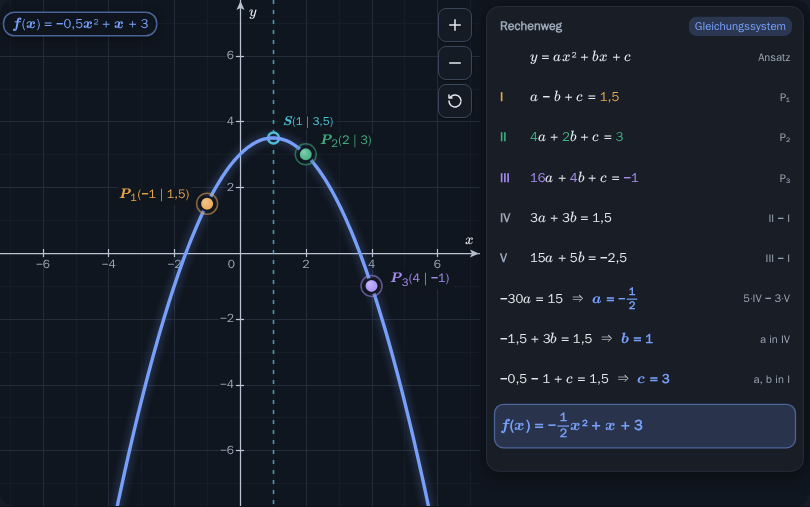 f(x) = −0,5x² + x + 3
y
6
4
2
−2
−4
−6
−6
−4
−2
0
2
4
6
x
S(1 | 3,5)
P₂(2 | 3)
P₁(−1 | 1,5)
P₃(4 | −1)
+
−
Rechenweg Gleichungssystem
y = ax² + bx + c Ansatz
I a − b + c = 1,5 P₁
II 4a + 2b + c = 3 P₂
III 16a + 4b + c = −1 P₃
IV 3a + 3b = 1,5 II − I
V 15a + 5b = −2,5 III − I
−30a = 15 ⇒ a = −1/2 5·IV − 3·V
−1,5 + 3b = 1,5 ⇒ b = 1 a in IV
−0,5 − 1 + c = 1,5 ⇒ c = 3 a, b in I
f(x) = −1/2x² + x + 3